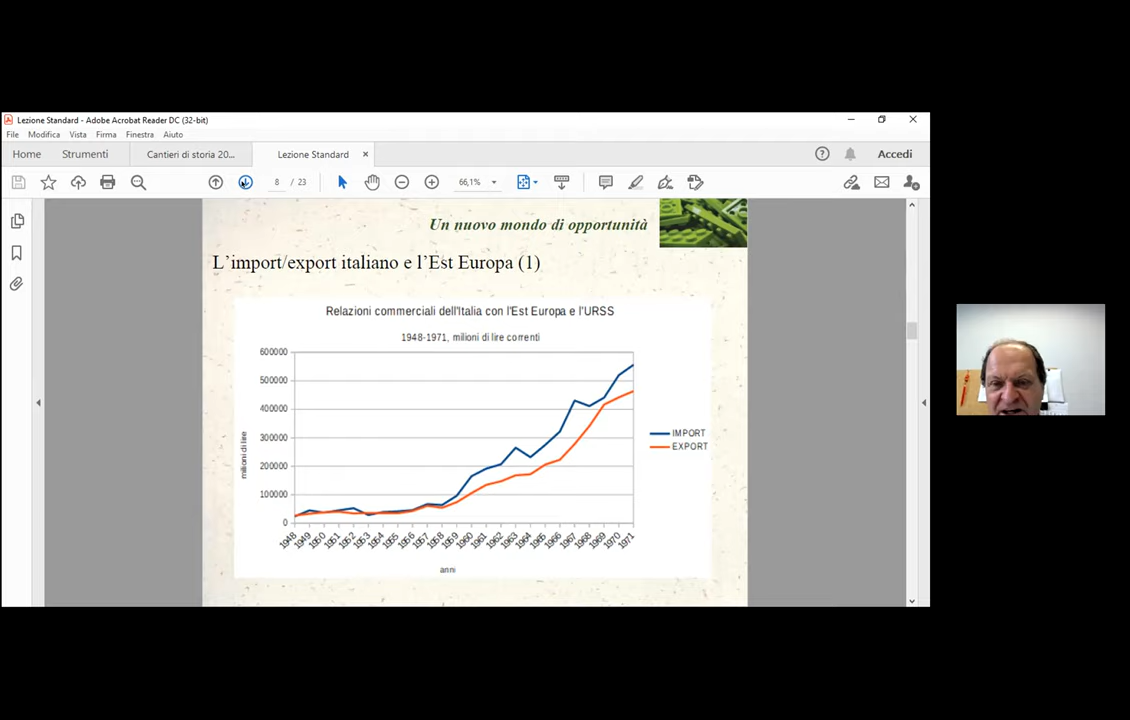 Lezione Standard - Adobe Acrobat Reader DC (32-bit)
File Modifica Vista Firma Finestra Aiuto
Home Strumenti Cantieri di storia 20... Lezione Standard × ? Accedi
8 / 23 66,1%
Un nuovo mondo di opportunità
L'import/export italiano e l'Est Europa (1)
Relazioni commerciali dell'Italia con l'Est Europa e l'URSS
1948-1971, milioni di lire correnti
600000
500000
400000
300000
200000
100000
0
milioni di lire
IMPORT
EXPORT
1948 1949 1950 1951 1952 1953 1954 1955 1956 1957 1958 1959 1960 1961 1962 1963 1964 1965 1966 1967 1968 1969 1970 1971
anni